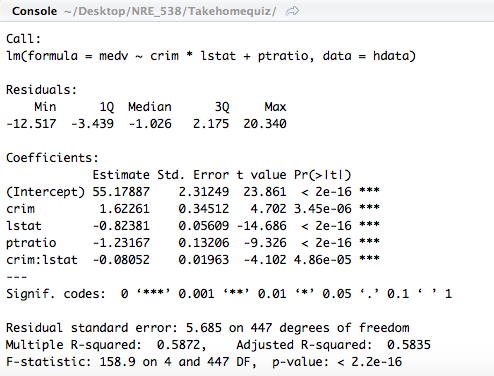 Console ~/Desktop/NRE_538/Takehomequiz/
Call:
lm(formula = medv ~ crim * lstat + ptratio, data = hdata)
Residuals:
Min 1Q Median 3Q Max
-12.517 -3.439 -1.026 2.175 20.340
Coefficients:
Estimate Std. Error t value Pr(>|t|)
(Intercept) 55.17887 2.31249 23.861 < 2e-16 ***
crim 1.62261 0.34512 4.702 3.45e-06 ***
lstat -0.82381 0.05609 -14.686 < 2e-16 ***
ptratio -1.23167 0.13206 -9.326 < 2e-16 ***
crim:lstat -0.08052 0.01963 -4.102 4.86e-05 ***
---
Signif. codes: 0 ‘***’ 0.001 ‘**’ 0.01 ‘*’ 0.05 ‘.’ 0.1 ‘ ’ 1
Residual standard error: 5.685 on 447 degrees of freedom
Multiple R-squared: 0.5872, Adjusted R-squared: 0.5835
F-statistic: 158.9 on 4 and 447 DF, p-value: < 2.2e-16